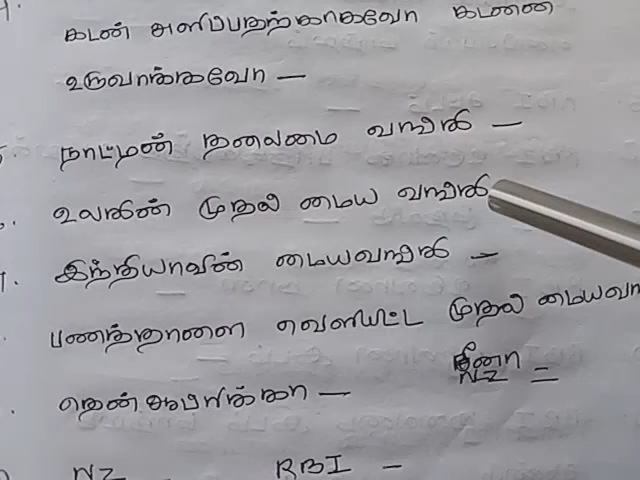 கடன் அளிப்பதற்காகவோ கடனை
உருவாக்கவோ —
நாட்டின் தலைமை வங்கி —
உலகின் முதல் மைய வங்கி
இந்தியாவின் மையவங்கி —
பணத்தாளை வெளியிட்ட முதல் மையவ
சீனா
தென் ஆப்பிரிக்கா — NZ =
NZ RBI —